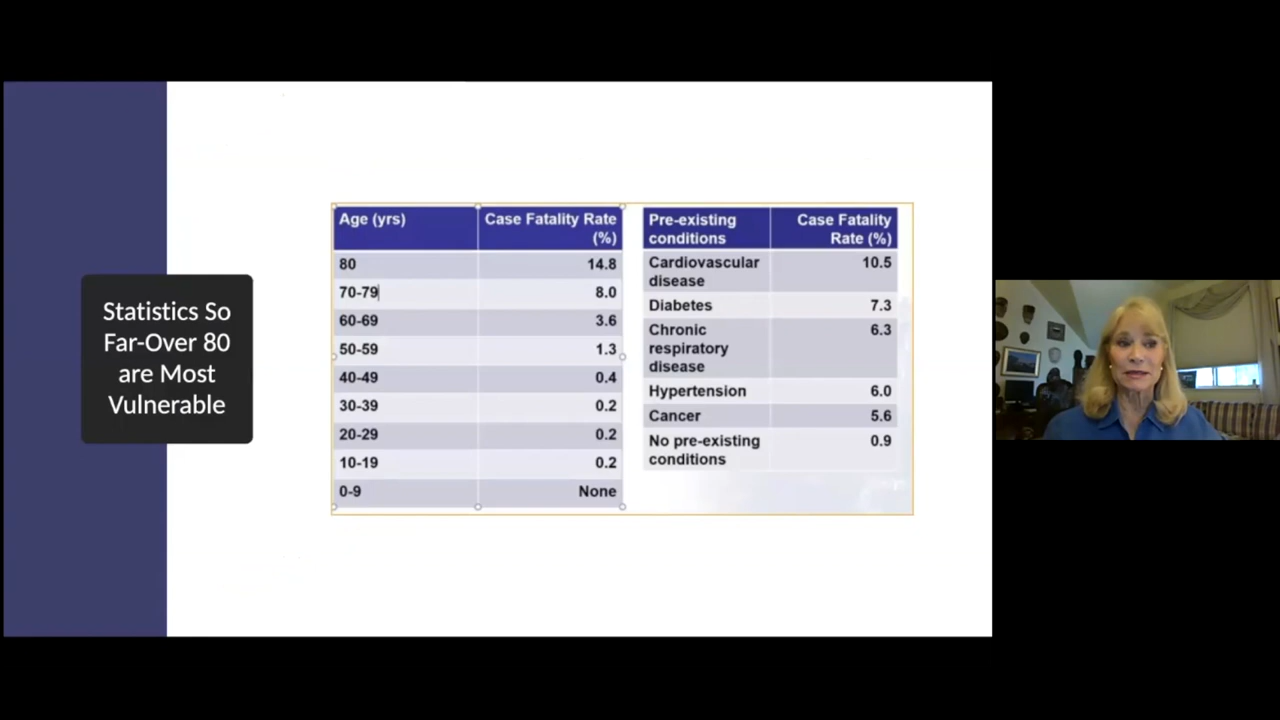 Statistics So
Far-Over 80
are Most
Vulnerable
Age (yrs) Case Fatality Rate
(%)
80 14.8
70-79 8.0
60-69 3.6
50-59 1.3
40-49 0.4
30-39 0.2
20-29 0.2
10-19 0.2
0-9 None
Pre-existing Case Fatality
conditions Rate (%)
Cardiovascular 10.5
disease
Diabetes 7.3
Chronic 6.3
respiratory
disease
Hypertension 6.0
Cancer 5.6
No pre-existing 0.9
conditions